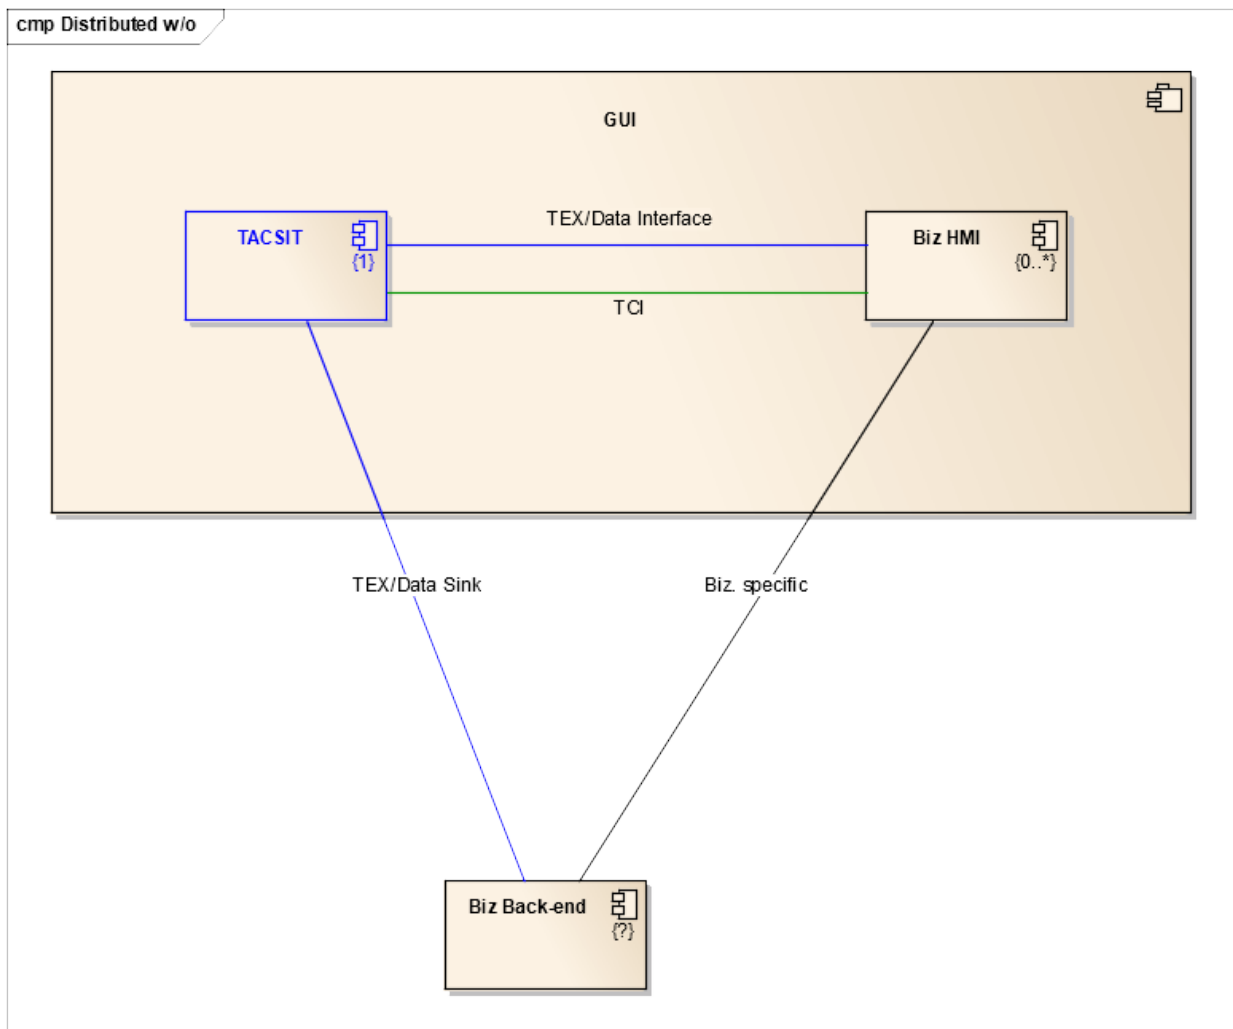 cmp Distributed w/o
GUI
TACSIT
{1}
TEX/Data Interface
TCI
Biz HMI
{0..*}
TEX/Data Sink
Biz. specific
Biz Back-end
{?}